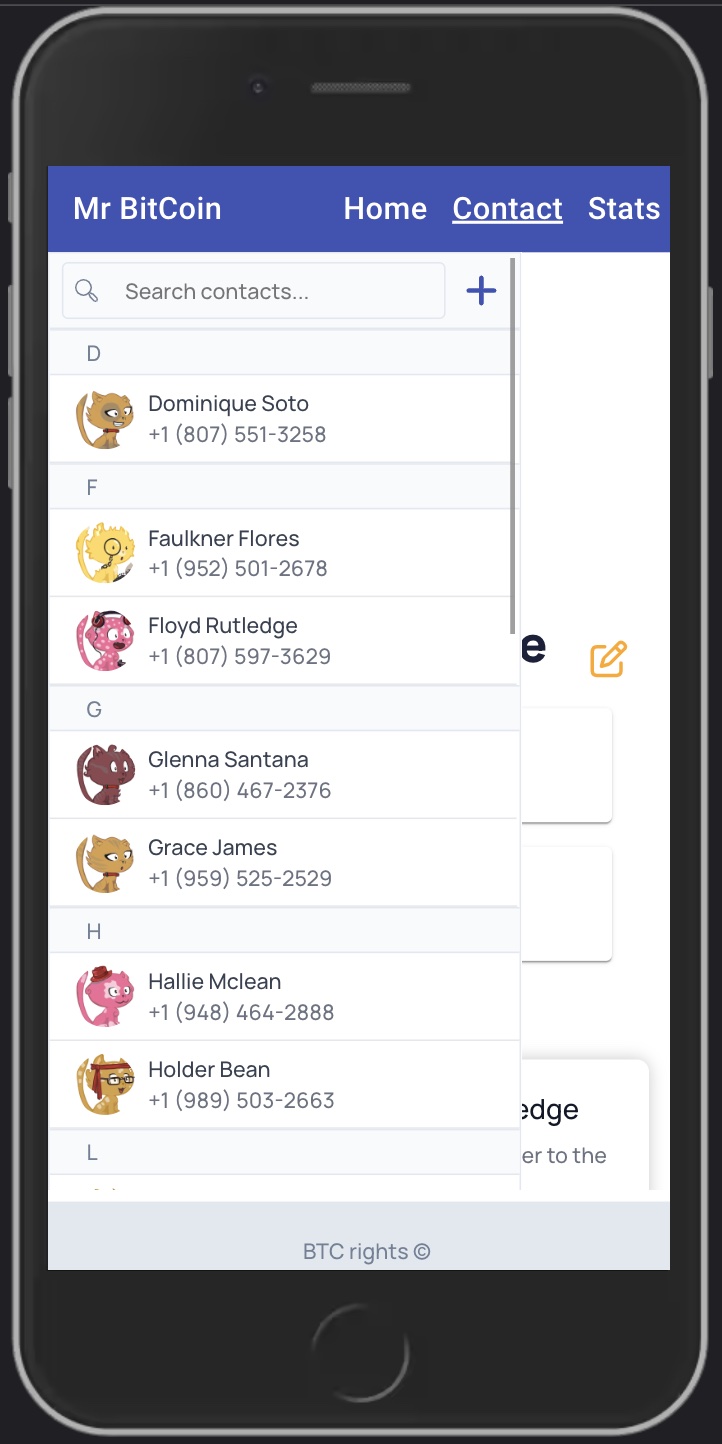 Mr BitCoin Home Contact Stats
Search contacts...
D
Dominique Soto
+1 (807) 551-3258
F
Faulkner Flores
+1 (952) 501-2678
Floyd Rutledge
+1 (807) 597-3629
e
G
Glenna Santana
+1 (860) 467-2376
Grace James
+1 (959) 525-2529
H
Hallie Mclean
+1 (948) 464-2888
Holder Bean
+1 (989) 503-2663
edge
er to the
L
BTC rights ©